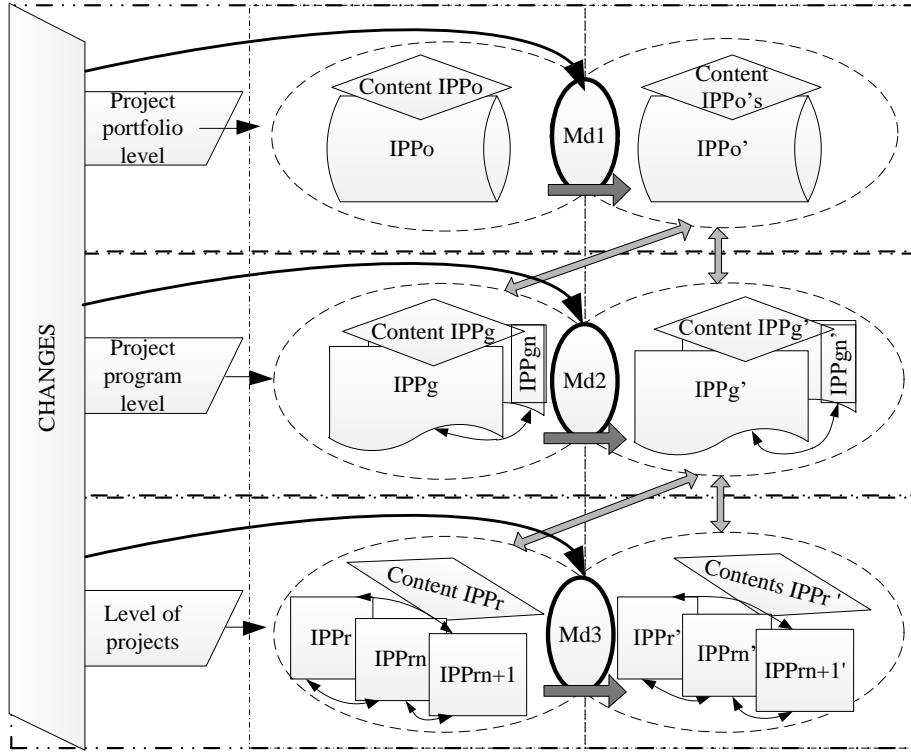 CHANGES
Project
portfolio
level
Content IPPo
IPPo
Md1
Content
IPPo’s
IPPo’
Project
program
level
Content IPPg
IPPg
IPPgn
Md2
Content IPPg’
IPPg’
IPPgn’
Level of
projects
Content IPPr
IPPr
IPPrn
IPPrn+1
Md3
Contents IPPr '
IPPr’
IPPrn’
IPPrn+1'